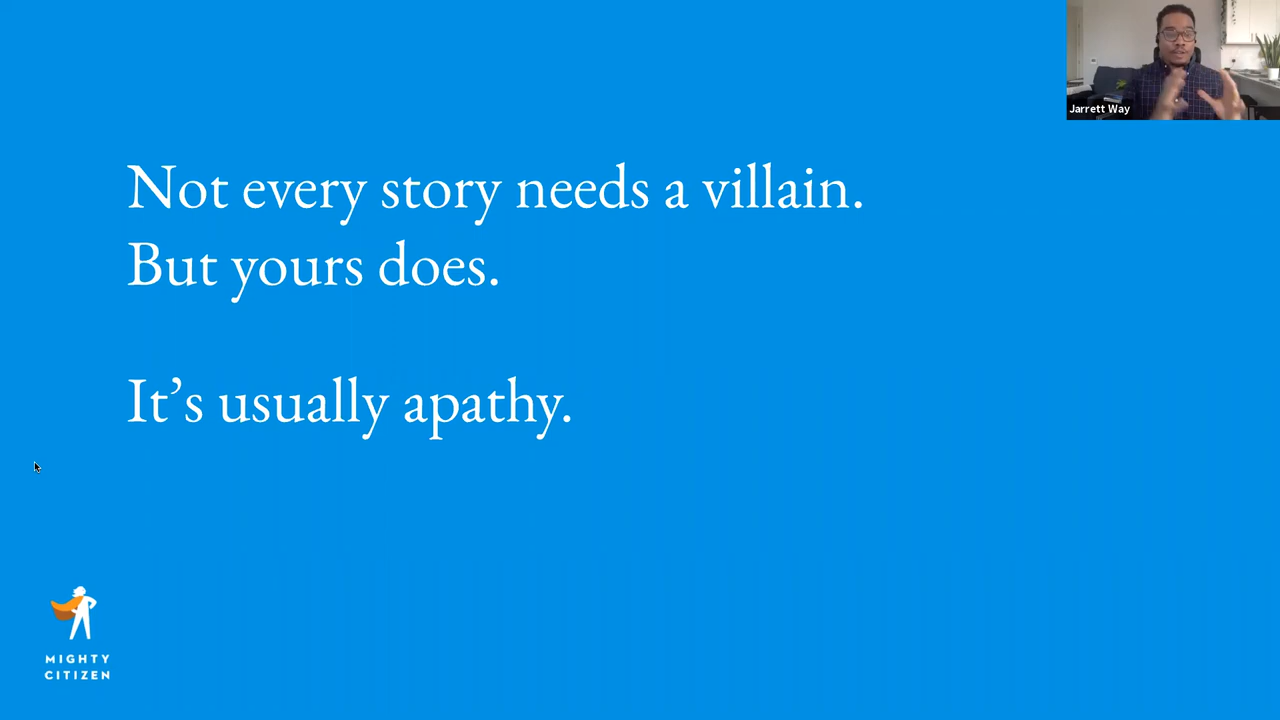 Jarrett Way
Not every story needs a villain.
But yours does.
It’s usually apathy.
MIGHTY
CITIZEN